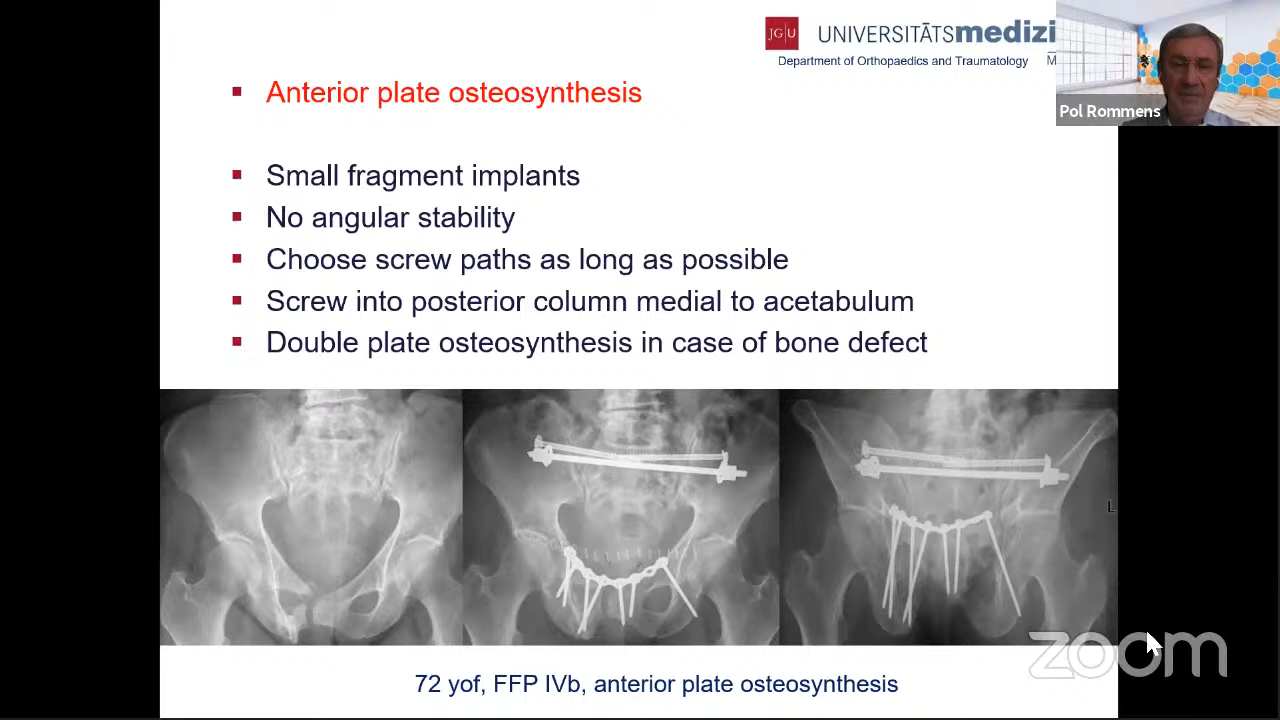 JG|U UNIVERSITÄTSmedizi
Department of Orthopaedics and Traumatology M
Pol Rommens
Anterior plate osteosynthesis
Small fragment implants
No angular stability
Choose screw paths as long as possible
Screw into posterior column medial to acetabulum
Double plate osteosynthesis in case of bone defect
L
zoom
72 yof, FFP IVb, anterior plate osteosynthesis